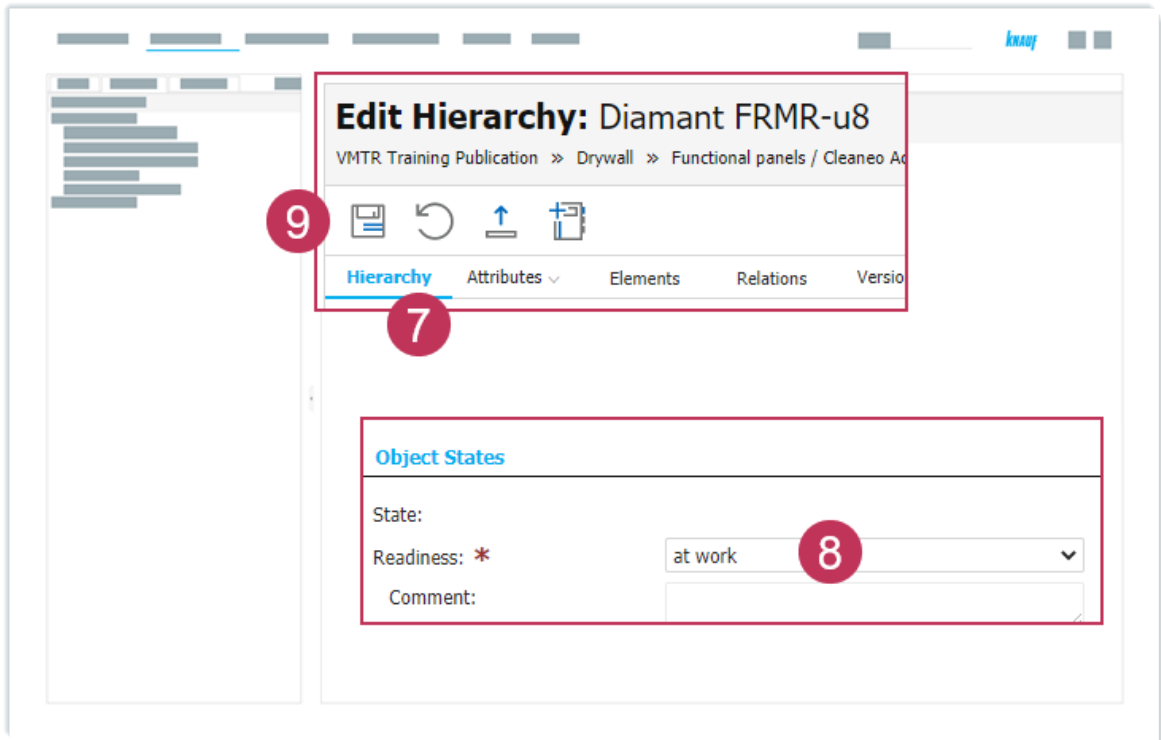 knauf
Edit Hierarchy: Diamant FRMR-u8
VMTR Training Publication » Drywall » Functional panels / Cleaneo Ac
9
Hierarchy Attributes Elements Relations Versio
7
Object States
State:
Readiness: * at work 8
Comment: